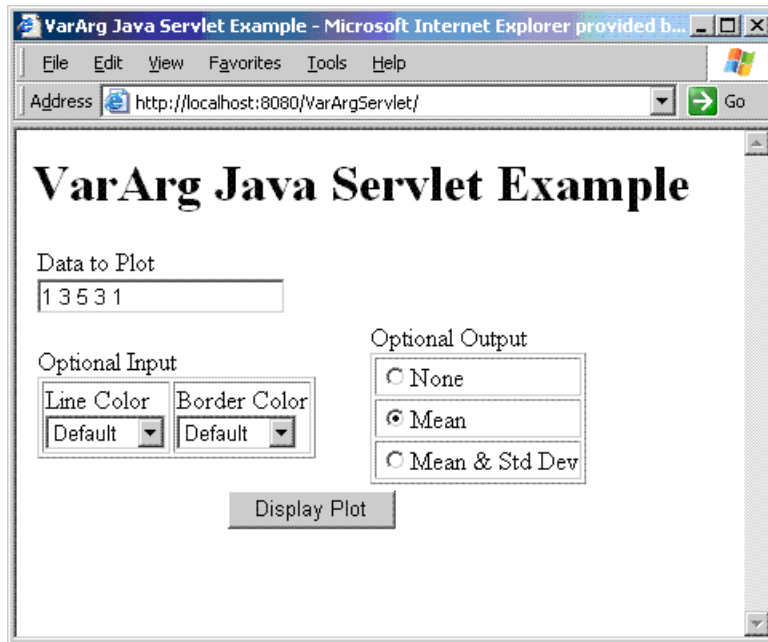 VarArg Java Servlet Example - Microsoft Internet Explorer provided b...
File Edit View Favorites Tools Help
Address http://localhost:8080/VarArgServlet/ Go
VarArg Java Servlet Example
Data to Plot
1 3 5 3 1
Optional Input
Line Color Border Color
Default Default
Optional Output
None
Mean
Mean & Std Dev
Display Plot